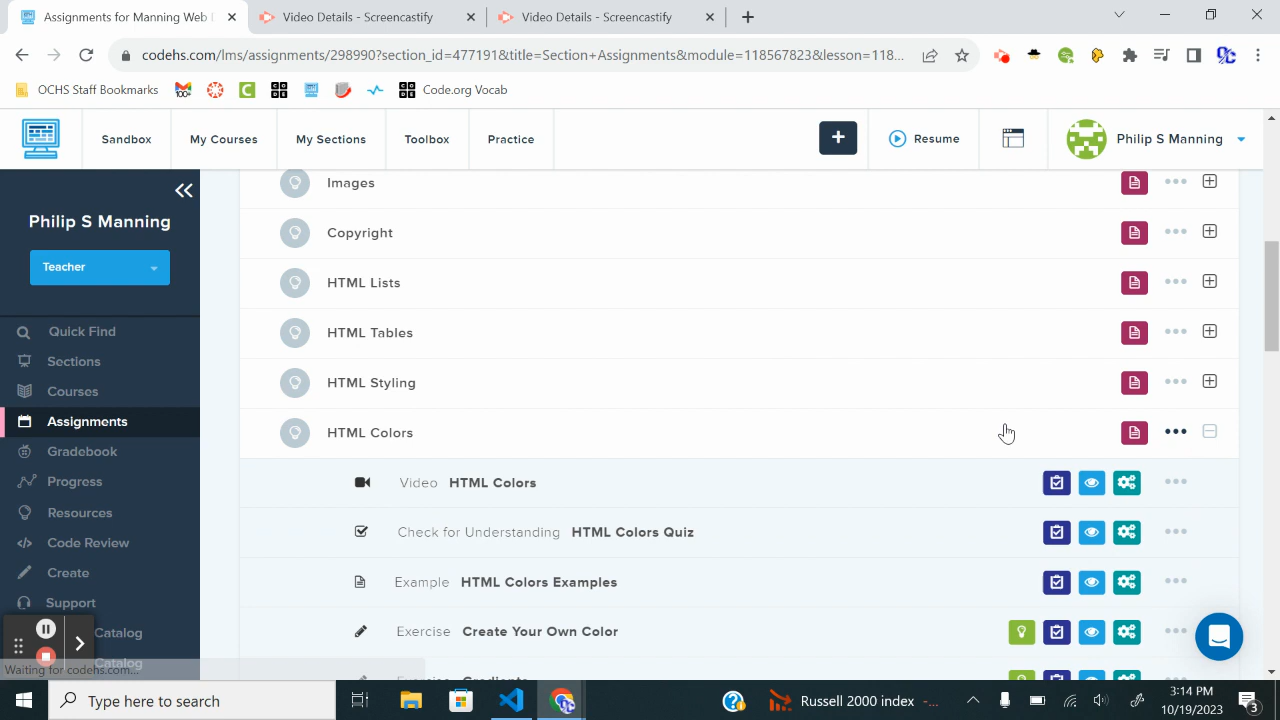 Assignments for Manning Web D
Video Details - Screencastify
Video Details - Screencastify
codehs.com/lms/assignments/298990?section_id=477191&title=Section+Assignments&module=118567823&lesson=118...
OCHS Staff Bookmarks
100+
Code.org Vocab
Sandbox
My Courses
My Sections
Toolbox
Practice
+
Resume
Philip S Manning
Philip S Manning
Teacher
Quick Find
Sections
Courses
Assignments
Gradebook
Progress
Resources
Code Review
Create
Support
Catalog
Catalog
Images
Copyright
HTML Lists
HTML Tables
HTML Styling
HTML Colors
Video HTML Colors
Check for Understanding HTML Colors Quiz
Example HTML Colors Examples
Exercise Create Your Own Color
Exercise Gradients
Waiting for codehs.com...
Type here to search
Russell 2000 index -...
3:14 PM
10/19/2023
3